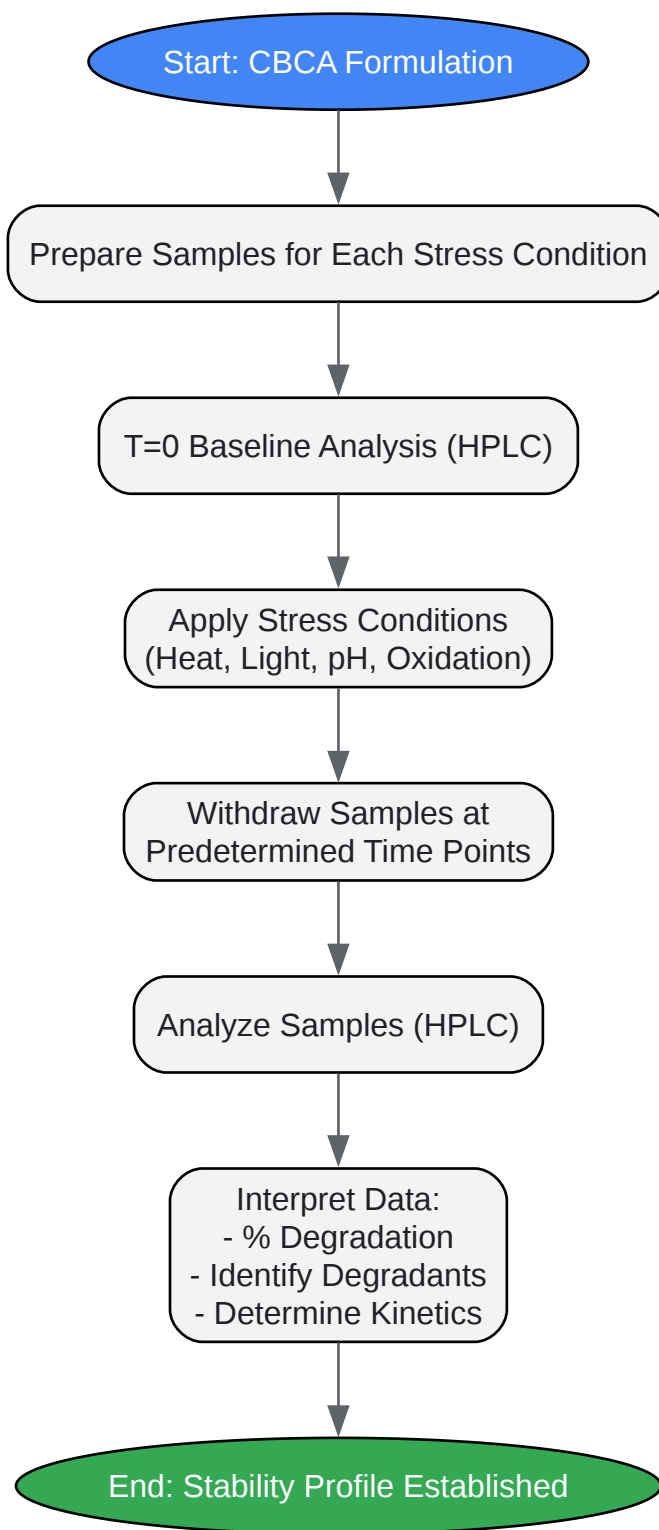 Start: CBCA Formulation
Prepare Samples for Each Stress Condition
T=0 Baseline Analysis (HPLC)
Apply Stress Conditions
(Heat, Light, pH, Oxidation)
Withdraw Samples at
Predetermined Time Points
Analyze Samples (HPLC)
Interpret Data:
- % Degradation
- Identify Degradants
- Determine Kinetics
End: Stability Profile Established